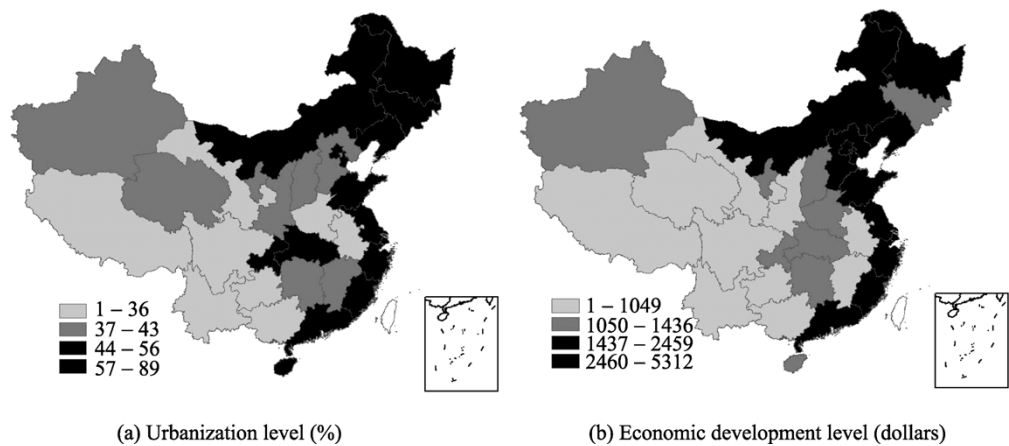 1 – 36
37 – 43
44 – 56
57 – 89
1 – 1049
1050 – 1436
1437 – 2459
2460 – 5312
(a) Urbanization level (%)
(b) Economic development level (dollars)